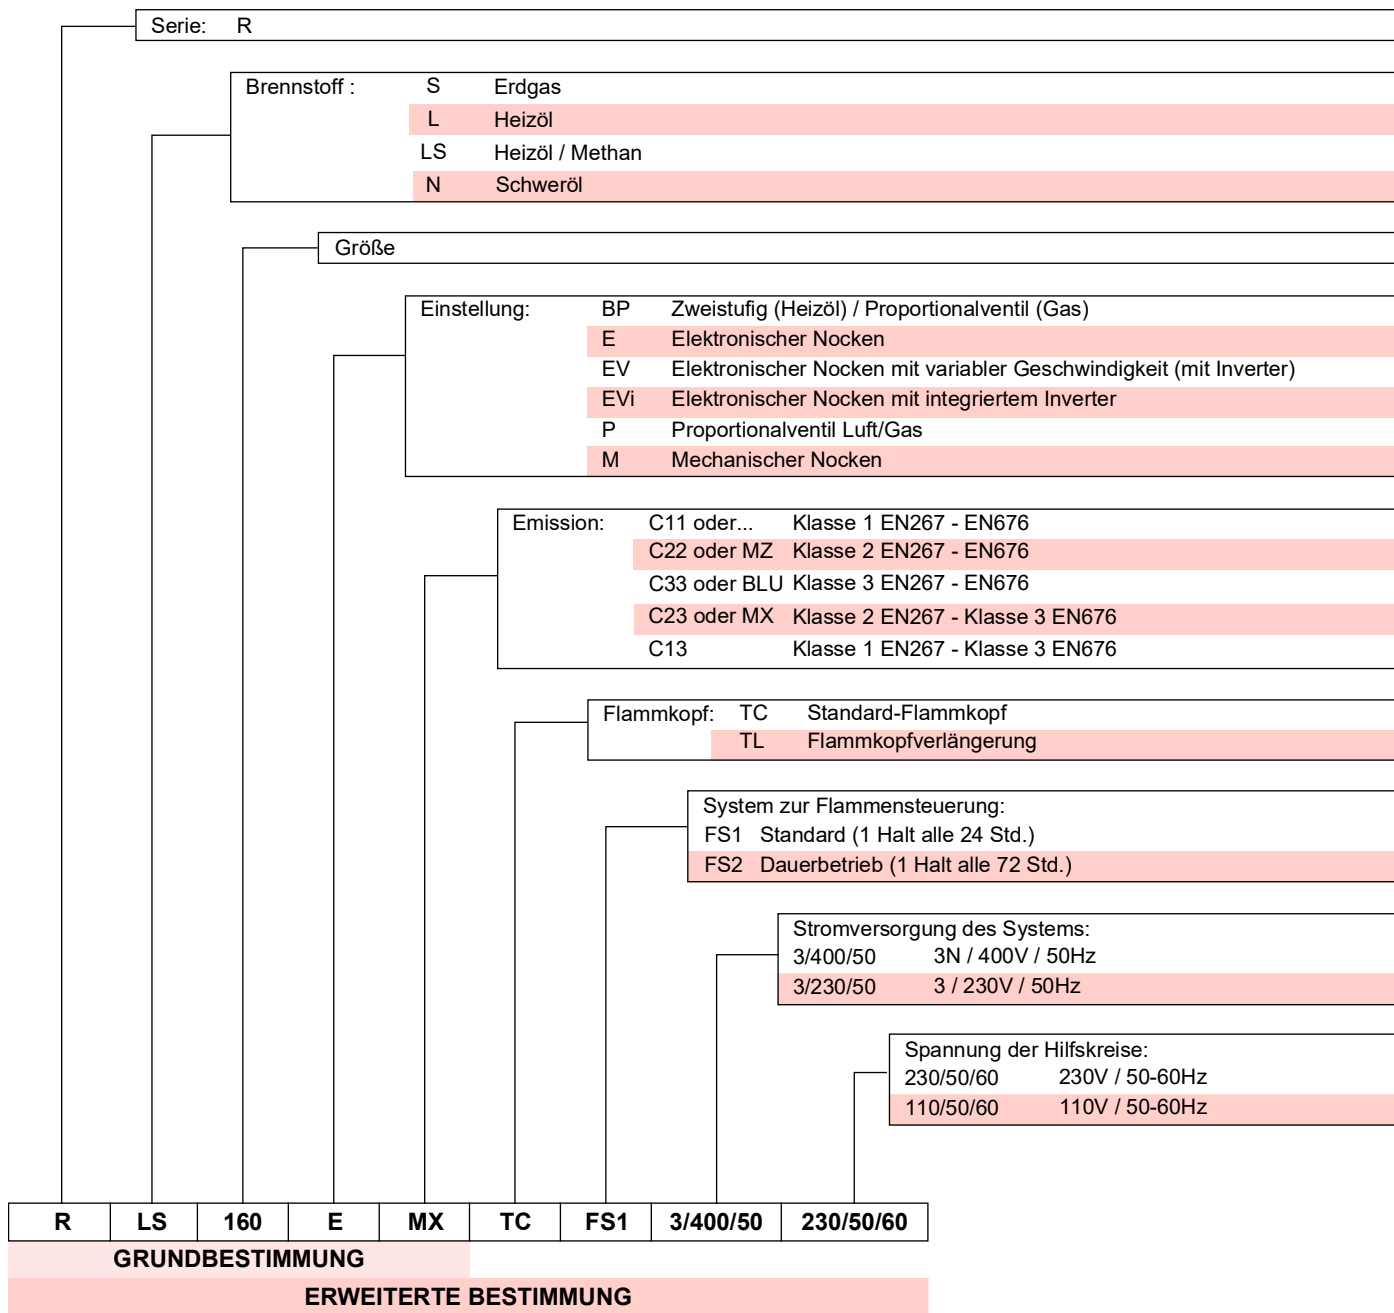 Serie: R
Brennstoff : S Erdgas
L Heizöl
LS Heizöl / Methan
N Schweröl
Größe
Einstellung: BP Zweistufig (Heizöl) / Proportionalventil (Gas)
E Elektronischer Nocken
EV Elektronischer Nocken mit variabler Geschwindigkeit (mit Inverter)
EVi Elektronischer Nocken mit integriertem Inverter
P Proportionalventil Luft/Gas
M Mechanischer Nocken
Emission: C11 oder... Klasse 1 EN267 - EN676
C22 oder MZ Klasse 2 EN267 - EN676
C33 oder BLU Klasse 3 EN267 - EN676
C23 oder MX Klasse 2 EN267 - Klasse 3 EN676
C13 Klasse 1 EN267 - Klasse 3 EN676
Flammkopf: TC Standard-Flammkopf
TL Flammkopfverlängerung
System zur Flammensteuerung:
FS1 Standard (1 Halt alle 24 Std.)
FS2 Dauerbetrieb (1 Halt alle 72 Std.)
Stromversorgung des Systems:
3/400/50 3N / 400V / 50Hz
3/230/50 3 / 230V / 50Hz
Spannung der Hilfskreise:
230/50/60 230V / 50-60Hz
110/50/60 110V / 50-60Hz
R LS 160 E MX TC FS1 3/400/50 230/50/60
GRUNDBESTIMMUNG
ERWEITERTE BESTIMMUNG